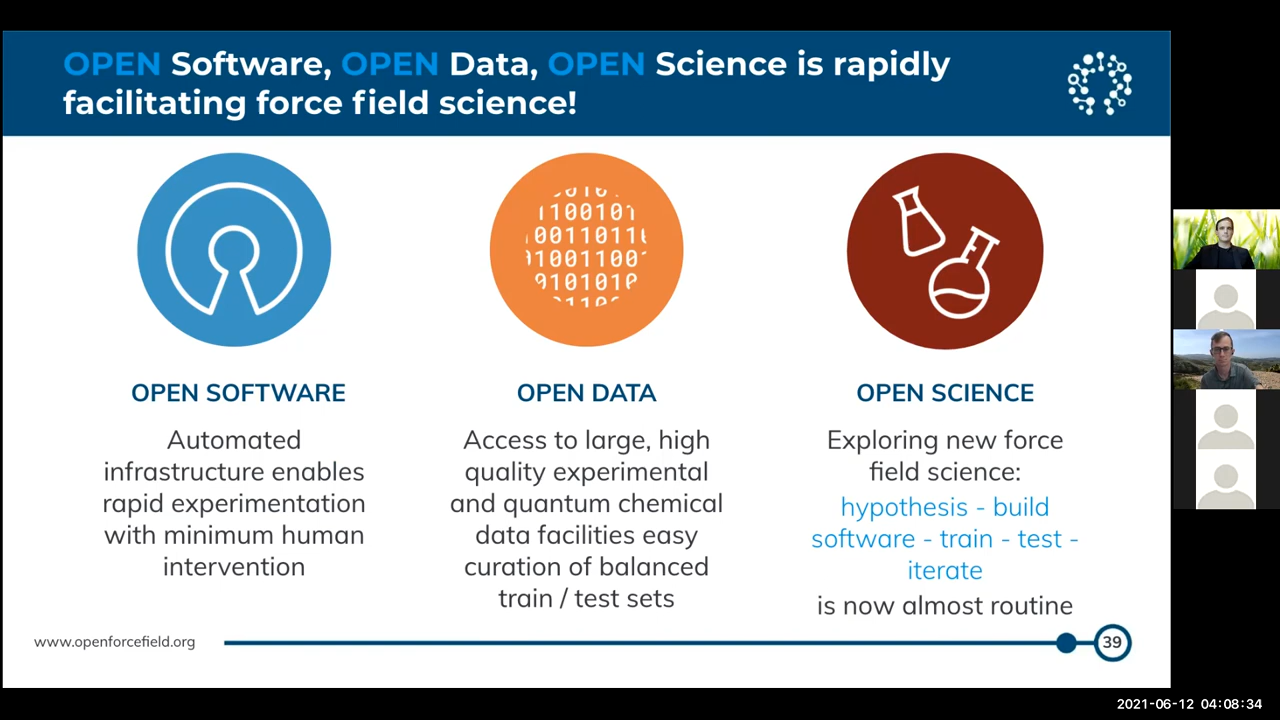 OPEN Software, OPEN Data, OPEN Science is rapidly
facilitating force field science!
OPEN SOFTWARE
Automated
infrastructure enables
rapid experimentation
with minimum human
intervention
OPEN DATA
Access to large, high
quality experimental
and quantum chemical
data facilities easy
curation of balanced
train / test sets
OPEN SCIENCE
Exploring new force
field science:
hypothesis - build
software - train - test -
iterate
is now almost routine
www.openforcefield.org
39
2021-06-12 04:08:34